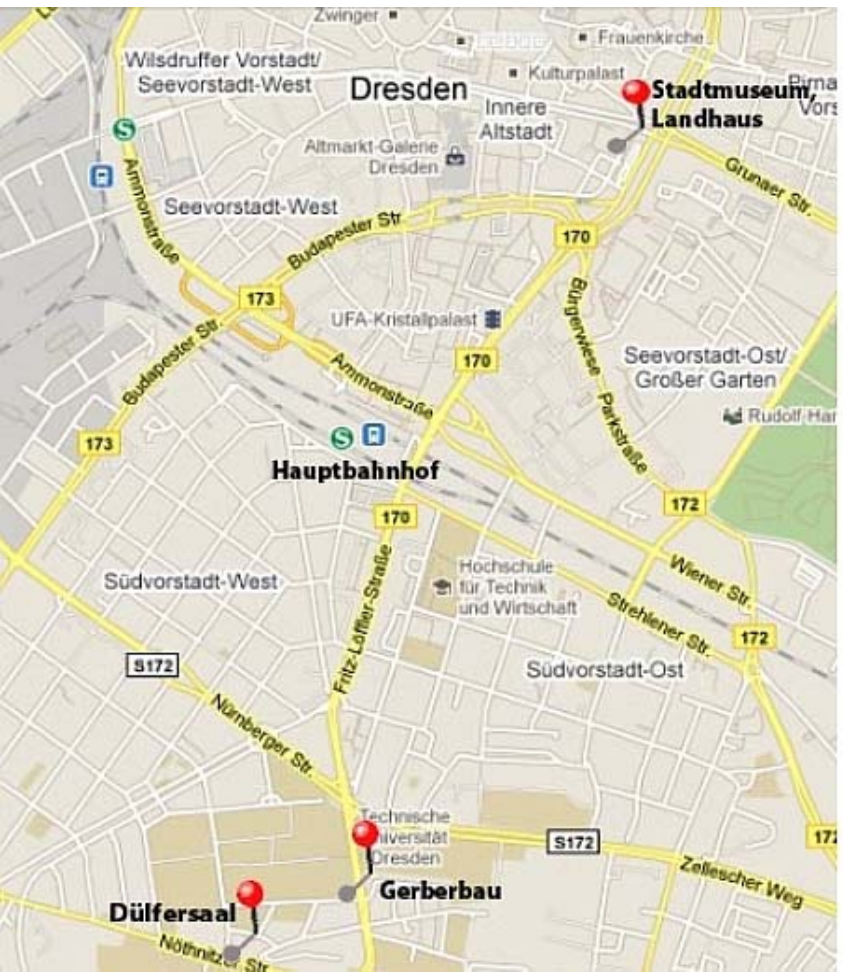 Zwinger
Frauenkirche
Wilsdruffer Vorstadt/
Seevorstadt-West
Kulturpalast
Dresden
Stadtmuseum,
Landhaus
Innere
Altstadt
Altmarkt-Galerie
Dresden
S
Ammonstraße
Grunaer Str.
Seevorstadt-West
Budapester Str
170
173
Bürgerwiese
UFA-Kristallpalast
Budapester Str.
Ammonstraße
170
Seevorstadt-Ost/
Großer Garten
Parkstraße
Rudolf-Har
173
S
Hauptbahnhof
172
170
Hochschule
für Technik
und Wirtschaft
Wiener Str.
Südvorstadt-West
Fritz-Löffler-Straße
Strehlener Str.
172
S172
Südvorstadt-Ost
Nürnberger Str.
Technische
Universität
Dresden
S172
172
Zellescher Weg
Gerberbau
Dülfersaal
Nöthnitzer Str.